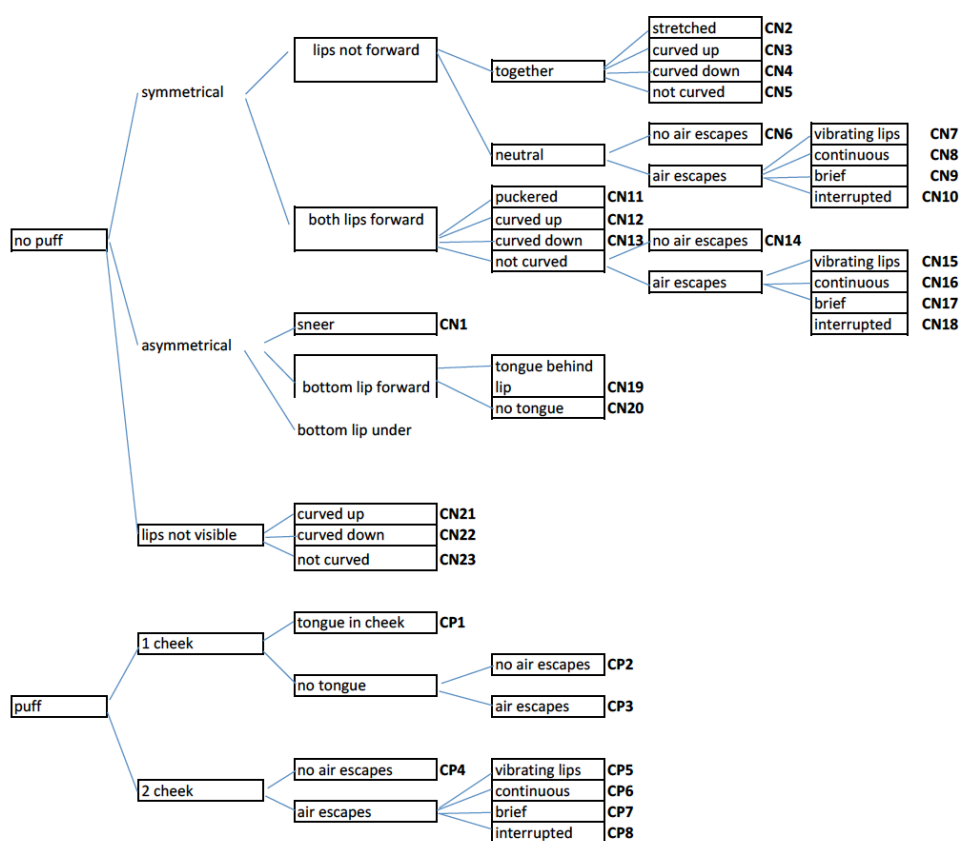 stretched CN2
lips not forward curved up CN3
together curved down CN4
symmetrical not curved CN5
no air escapes CN6 vibrating lips CN7
neutral continuous CN8
air escapes brief CN9
puckered CN11 interrupted CN10
both lips forward curved up CN12
no puff curved down CN13 no air escapes CN14
not curved vibrating lips CN15
air escapes continuous CN16
brief CN17
sneer CN1 interrupted CN18
asymmetrical
tongue behind
bottom lip forward lip CN19
no tongue CN20
bottom lip under
curved up CN21
lips not visible curved down CN22
not curved CN23
tongue in cheek CP1
1 cheek
no air escapes CP2
no tongue
puff air escapes CP3
no air escapes CP4 vibrating lips CP5
2 cheek continuous CP6
air escapes brief CP7
interrupted CP8